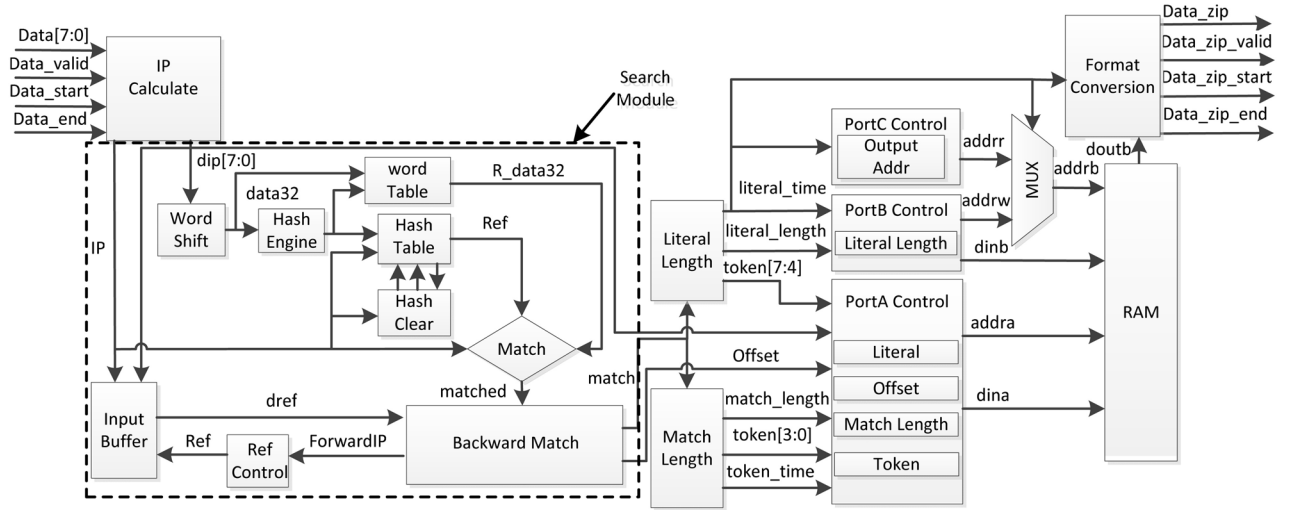 Data[7:0]
Data_valid
Data_start
Data_end
IP
Calculate
Search
Module
dip[7:0]
data32
word
Table
R_data32
Word
Shift
Hash
Engine
Hash
Table
Ref
Hash
Clear
IP
Match
matched
match
Input
Buffer
dref
Ref
Ref
Control
ForwardIP
Backward Match
Literal
Length
literal_time
literal_length
token[7:4]
Offset
Match
Length
match_length
token[3:0]
token_time
PortC Control
Output
Addr
PortB Control
Literal Length
PortA Control
Literal
Offset
Match Length
Token
addrr
addrw
MUX
addrb
dinb
addra
dina
RAM
doutb
Format
Conversion
Data_zip
Data_zip_valid
Data_zip_start
Data_zip_end